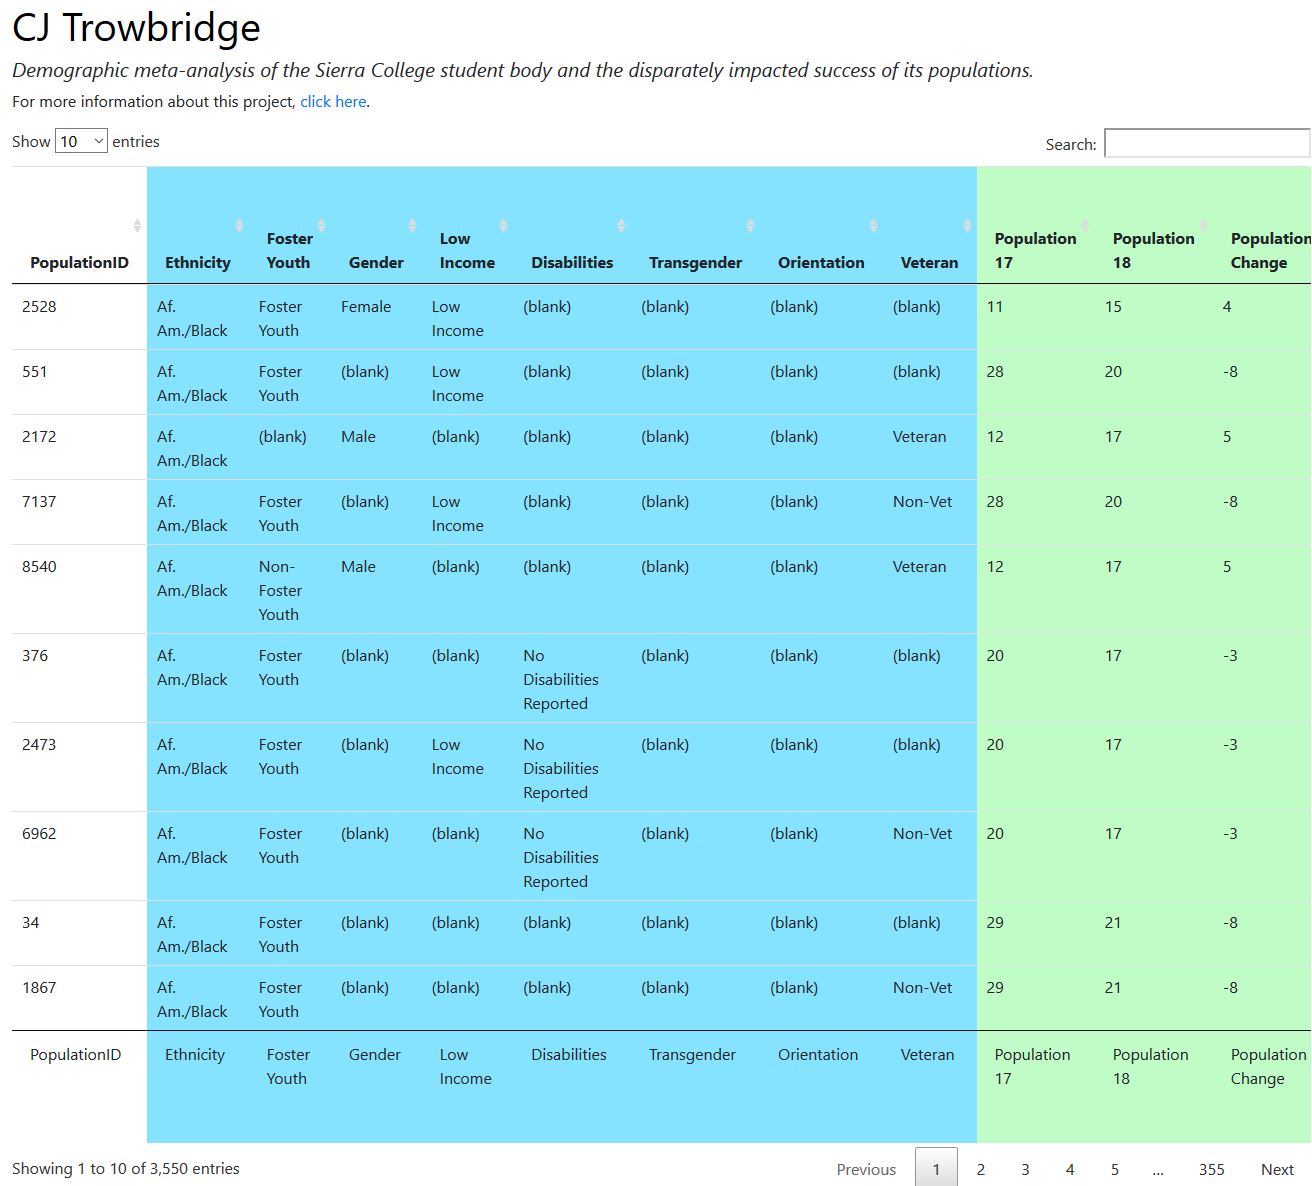 CJ Trowbridge
Demographic meta-analysis of the Sierra College student body and the disparately impacted success of its populations.
For more information about this project, click here.
Show 10 entries Search:
PopulationID Ethnicity Foster Youth Gender Low Income Disabilities Transgender Orientation Veteran Population 17 Population 18 Population Change
2528 Af. Am./Black Foster Youth Female Low Income (blank) (blank) (blank) (blank) 11 15 4
551 Af. Am./Black Foster Youth (blank) Low Income (blank) (blank) (blank) (blank) 28 20 -8
2172 Af. Am./Black (blank) Male (blank) (blank) (blank) (blank) Veteran 12 17 5
7137 Af. Am./Black Foster Youth (blank) Low Income (blank) (blank) (blank) Non-Vet 28 20 -8
8540 Af. Am./Black Non-Foster Youth Male (blank) (blank) (blank) (blank) Veteran 12 17 5
376 Af. Am./Black Foster Youth (blank) (blank) No Disabilities Reported (blank) (blank) (blank) 20 17 -3
2473 Af. Am./Black Foster Youth (blank) Low Income No Disabilities Reported (blank) (blank) (blank) 20 17 -3
6962 Af. Am./Black Foster Youth (blank) (blank) No Disabilities Reported (blank) (blank) Non-Vet 20 17 -3
34 Af. Am./Black Foster Youth (blank) (blank) (blank) (blank) (blank) (blank) 29 21 -8
1867 Af. Am./Black Foster Youth (blank) (blank) (blank) (blank) (blank) Non-Vet 29 21 -8
PopulationID Ethnicity Foster Youth Gender Low Income Disabilities Transgender Orientation Veteran Population 17 Population 18 Population Change
Showing 1 to 10 of 3,550 entries Previous 1 2 3 4 5 ... 355 Next